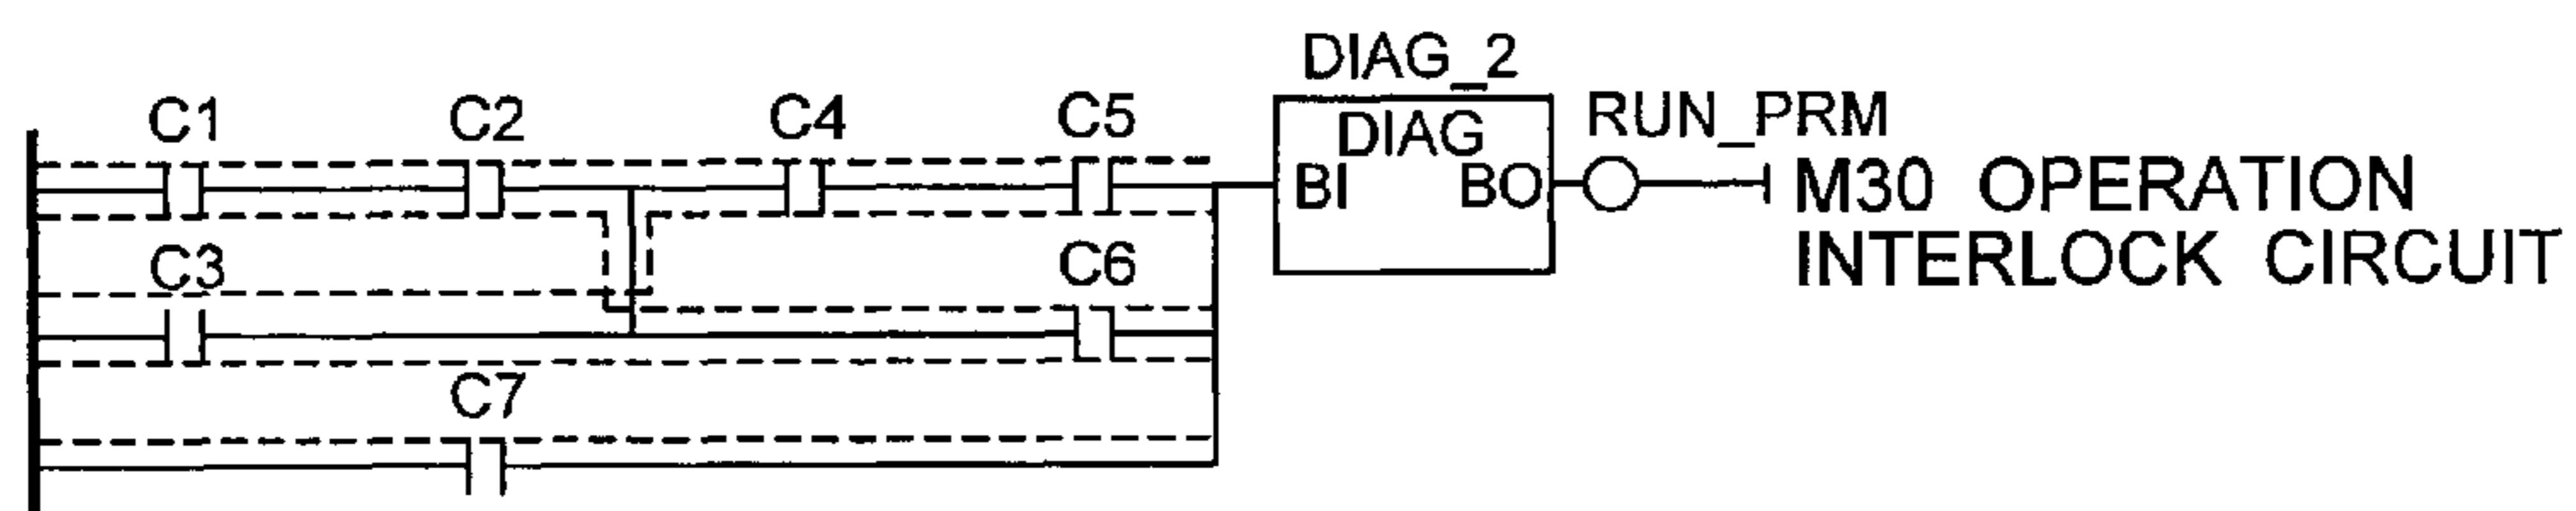 DIAG_2
C1 C2 C4 C5 DIAG RUN_PRM
BI BO M30 OPERATION
C3 C6 INTERLOCK CIRCUIT
C7